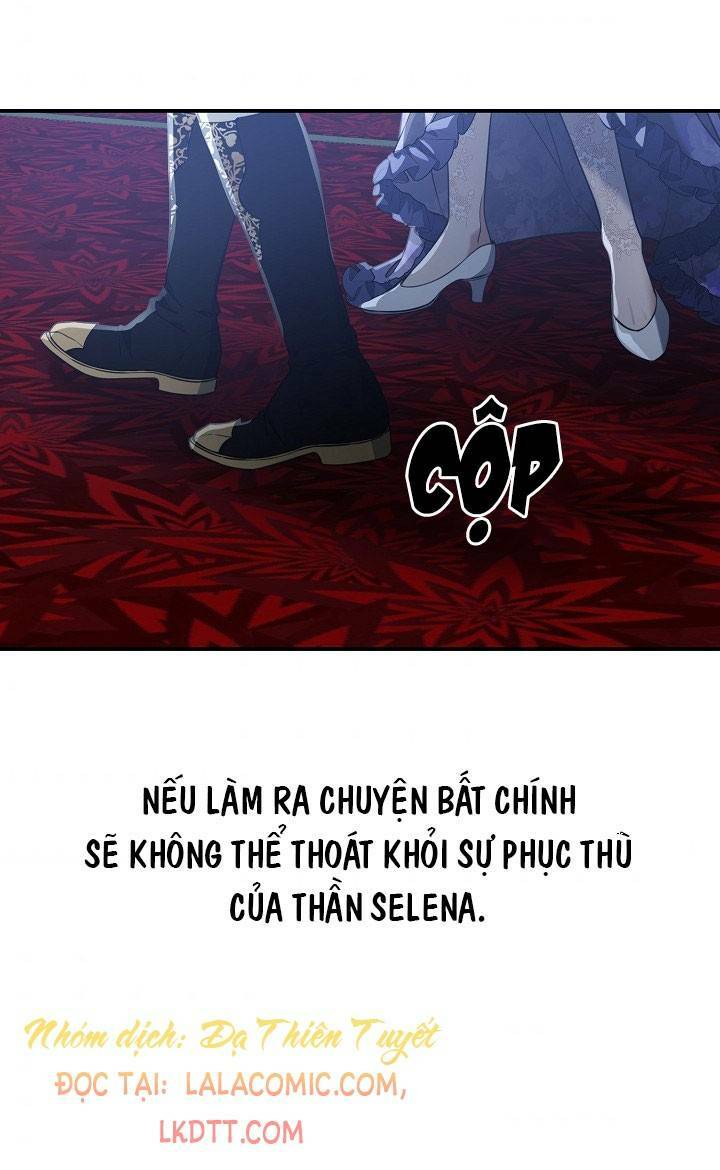 CỘP
NẾU LÀM RA CHUYỆN BẤT CHÍNH
SẼ KHÔNG THỂ THOÁT KHỎI SỰ PHỤC THÙ
CỦA THẦN SELENA.
Nhóm dịch: Dạ Thiên Tuyết
ĐỌC TẠI: LALACOMIC.COM,
LKDTT.COM